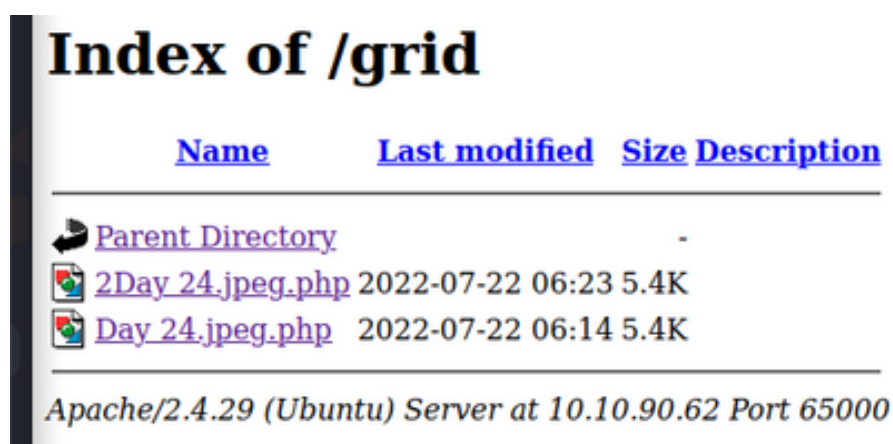 Index of /grid
Name Last modified Size Description
Parent Directory -
2Day 24.jpeg.php 2022-07-22 06:23 5.4K
Day 24.jpeg.php 2022-07-22 06:14 5.4K
Apache/2.4.29 (Ubuntu) Server at 10.10.90.62 Port 65000